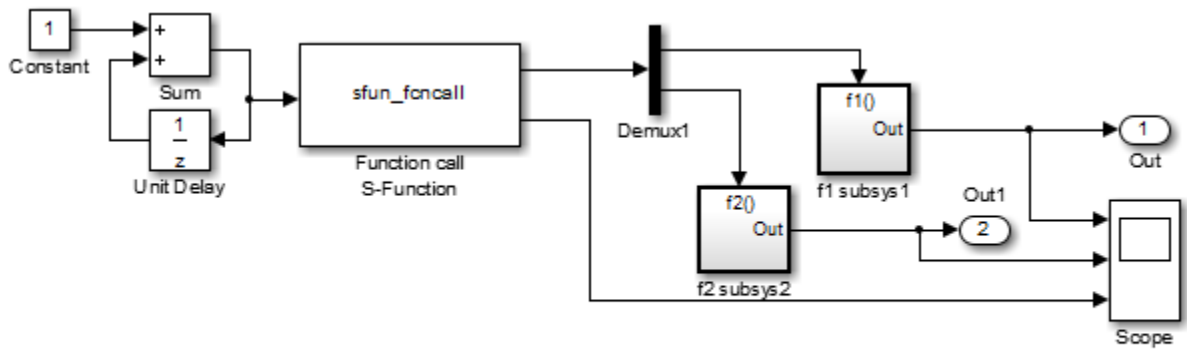 1
Constant
+
+
Sum
1
z
Unit Delay
sfun_fcncall
Function call
S-Function
Demux1
f1()
Out
f1 subsys1
1
Out
f2()
Out
f2 subsys2
Out1
2
Scope